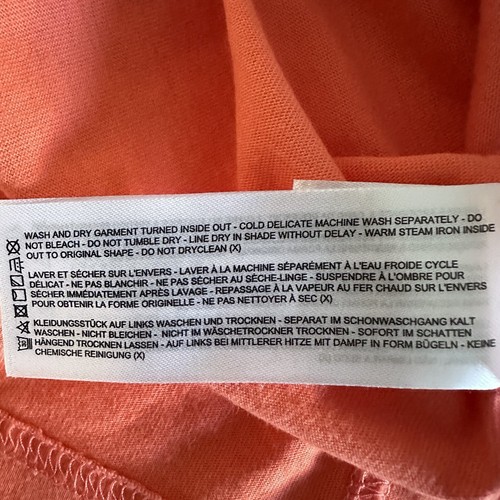 WASH AND DRY GARMENT TURNED INSIDE OUT - COLD DELICATE MACHINE WASH SEPARATELY - DO
NOT BLEACH - DO NOT TUMBLE DRY - LINE DRY IN SHADE WITHOUT DELAY - WARM STEAM IRON INSIDE
OUT TO ORIGINAL SHAPE - DO NOT DRYCLEAN (X)
LAVER ET SÉCHER SUR L'ENVERS - LAVER À LA MACHINE SÉPARÉMENT À L'EAU FROIDE CYCLE
DÉLICAT - NE PAS BLANCHIR - NE PAS SÉCHER AU SÈCHE-LINGE - SUSPENDRE À L'OMBRE POUR
SÉCHER IMMÉDIATEMENT APRÈS LAVAGE - REPASSAGE À LA VAPEUR AU FER CHAUD SUR L'ENVERS
POUR OBTENIR LA FORME ORIGINELLE - NE PAS NETTOYER À SEC (X)
KLEIDUNGSSTÜCK AUF LINKS WASCHEN UND TROCKNEN - SEPARAT IM SCHONWASCHGANG KALT
WASCHEN - NICHT BLEICHEN - NICHT IM WÄSCHETROCKNER TROCKNEN - SOFORT IM SCHATTEN
HÄNGEND TROCKNEN LASSEN - AUF LINKS BEI MITTLERER HITZE MIT DAMPF IN FORM BÜGELN - KEINE
CHEMISCHE REINIGUNG (X)